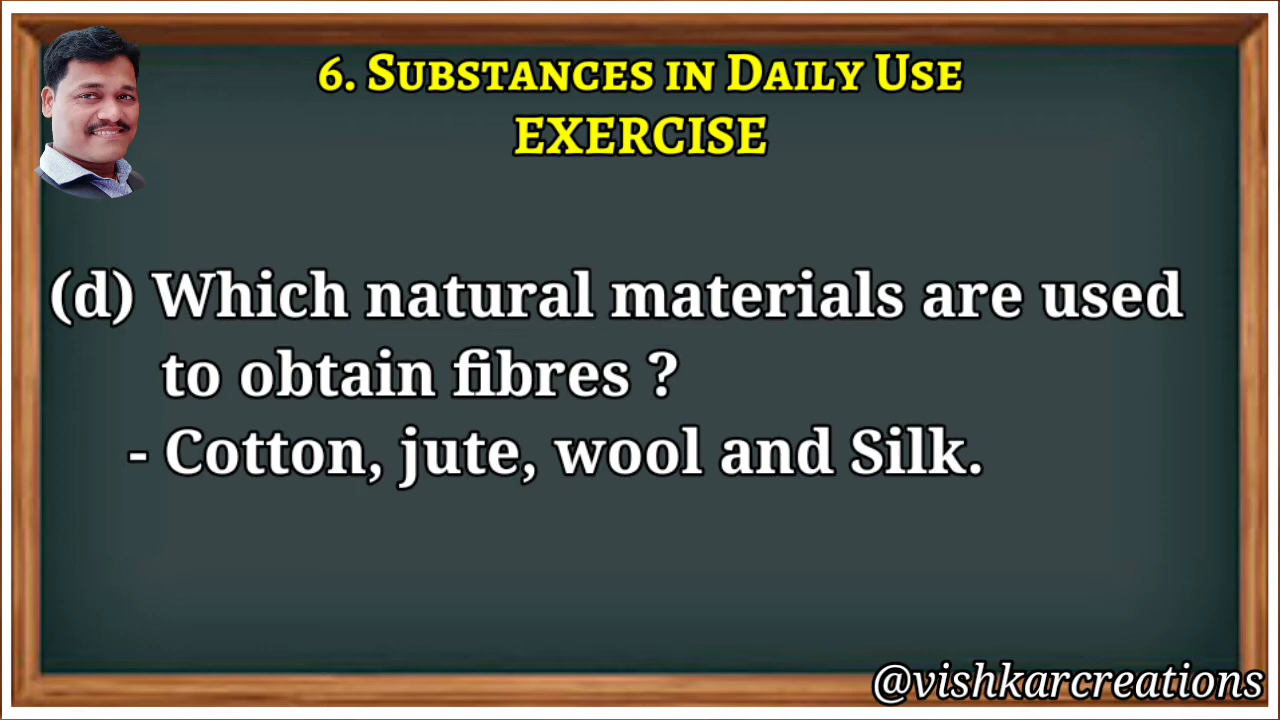 6. Substances in Daily Use
EXERCISE
(d) Which natural materials are used
to obtain fibres ?
- Cotton, jute, wool and Silk.
@vishkarcreations